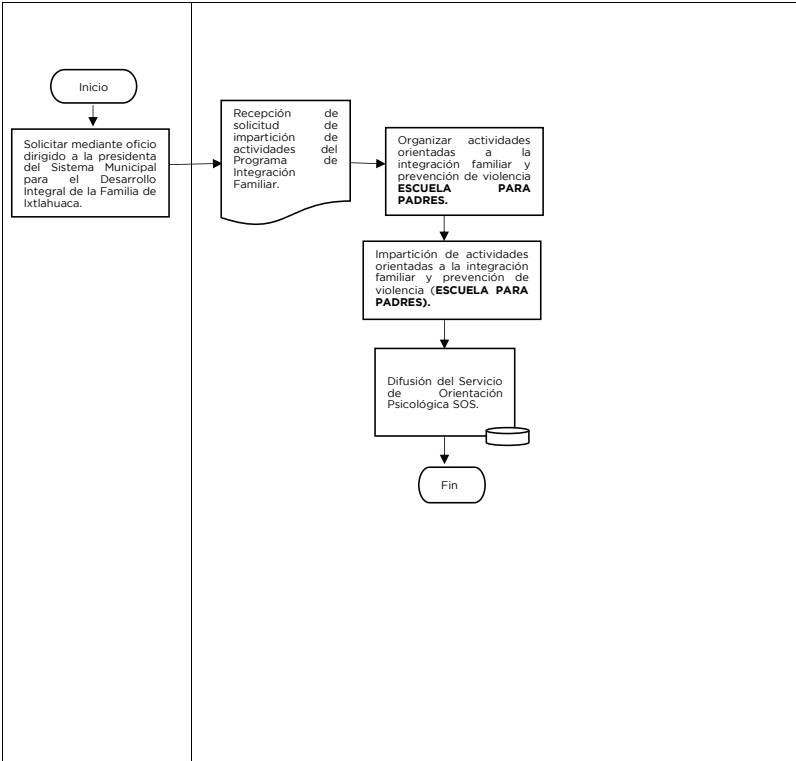 Inicio
Solicitar mediante oficio
dirigido a la presidenta
del Sistema Municipal
para el Desarrollo
Integral de la Familia de
Ixtlahuaca.
Recepción de
solicitud de
impartición de
actividades del
Programa de
Integración
Familiar.
Organizar actividades
orientadas a la
integración familiar y
prevención de violencia
ESCUELA PARA
PADRES.
Impartición de actividades
orientadas a la integración
familiar y prevención de
violencia (ESCUELA PARA
PADRES).
Difusión del Servicio
de Orientación
Psicológica SOS.
Fin